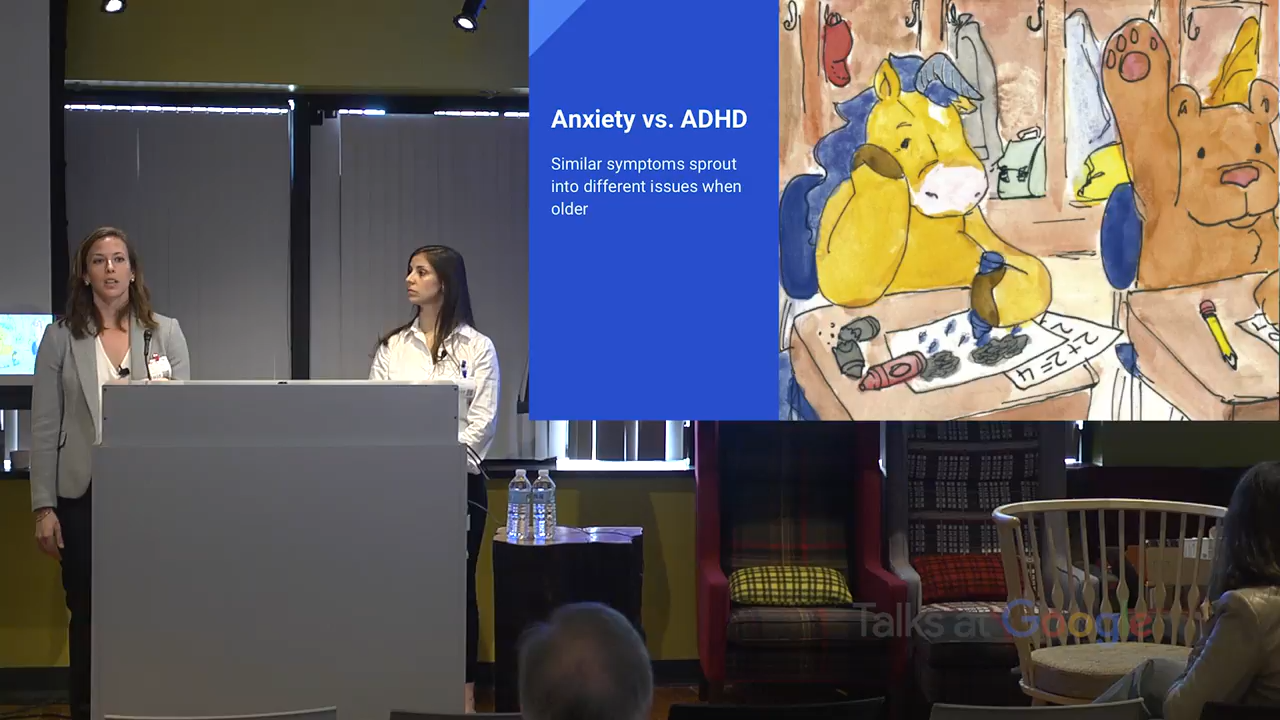 Anxiety vs. ADHD
Similar symptoms sprout
into different issues when
older
2+2=4
Talks at Google